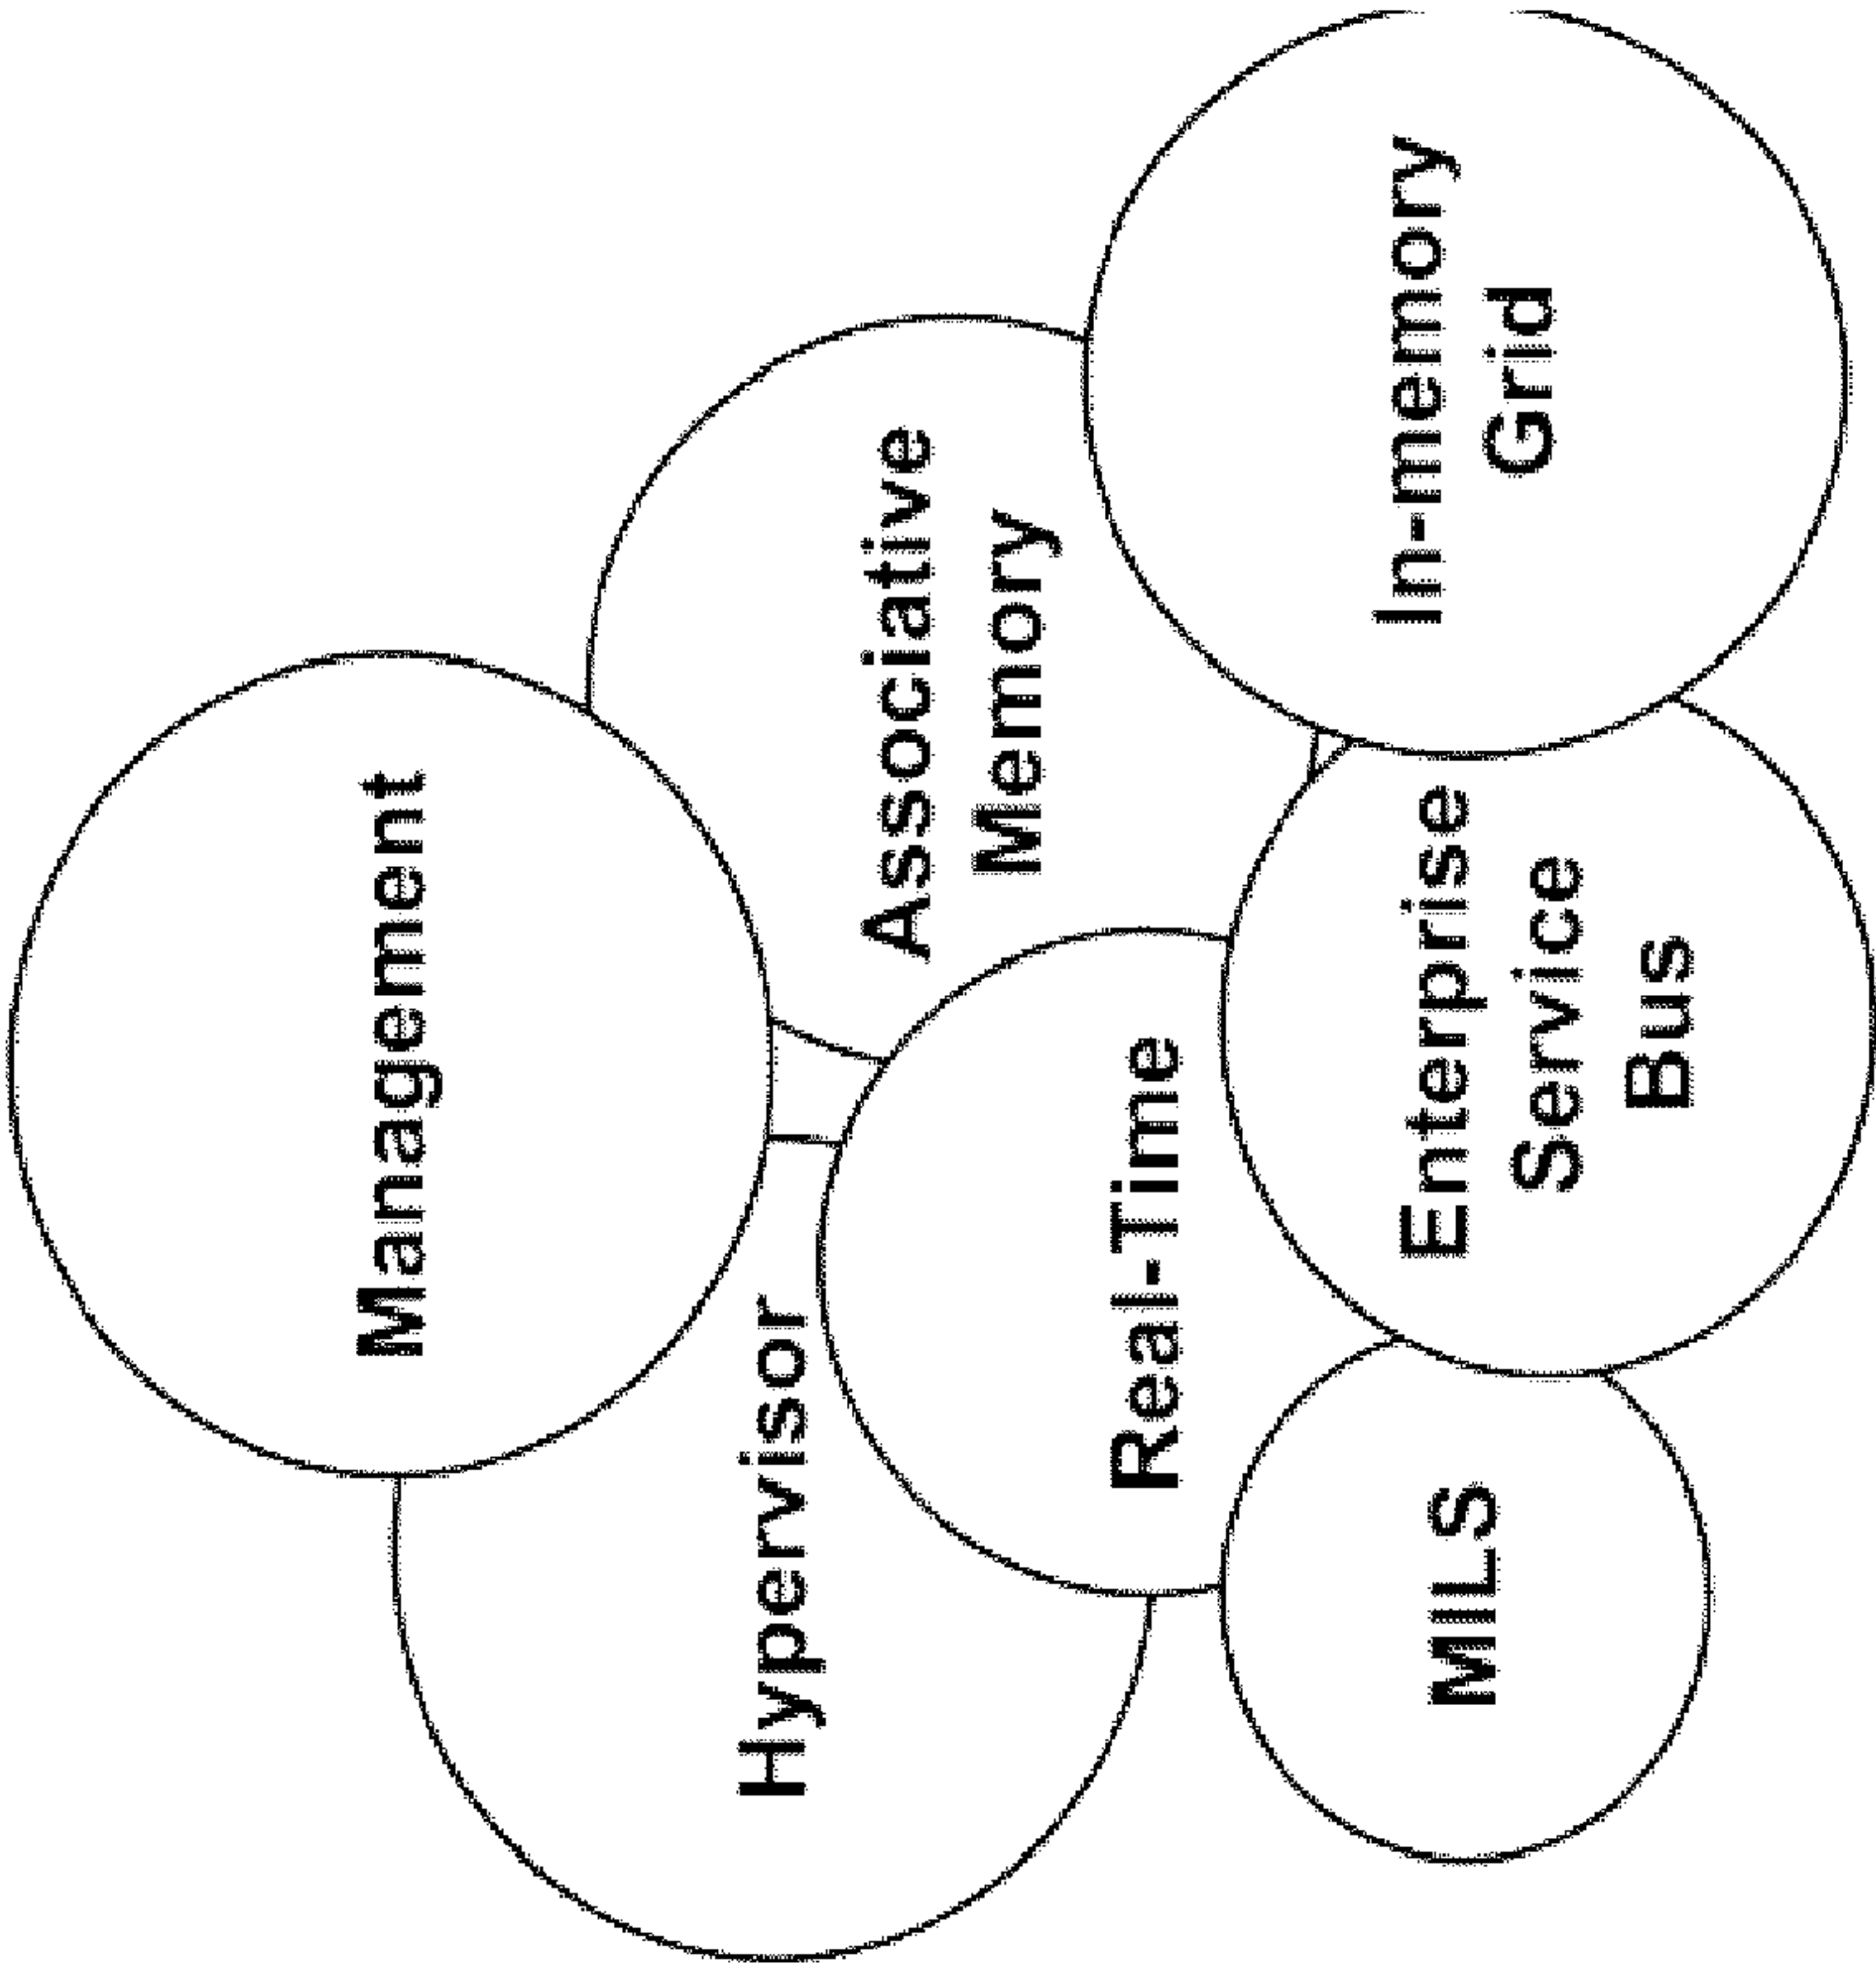 Management
Hypervisor
Associative
Memory
Real-Time
In-memory
Grid
Enterprise
Service
Bus
MILS